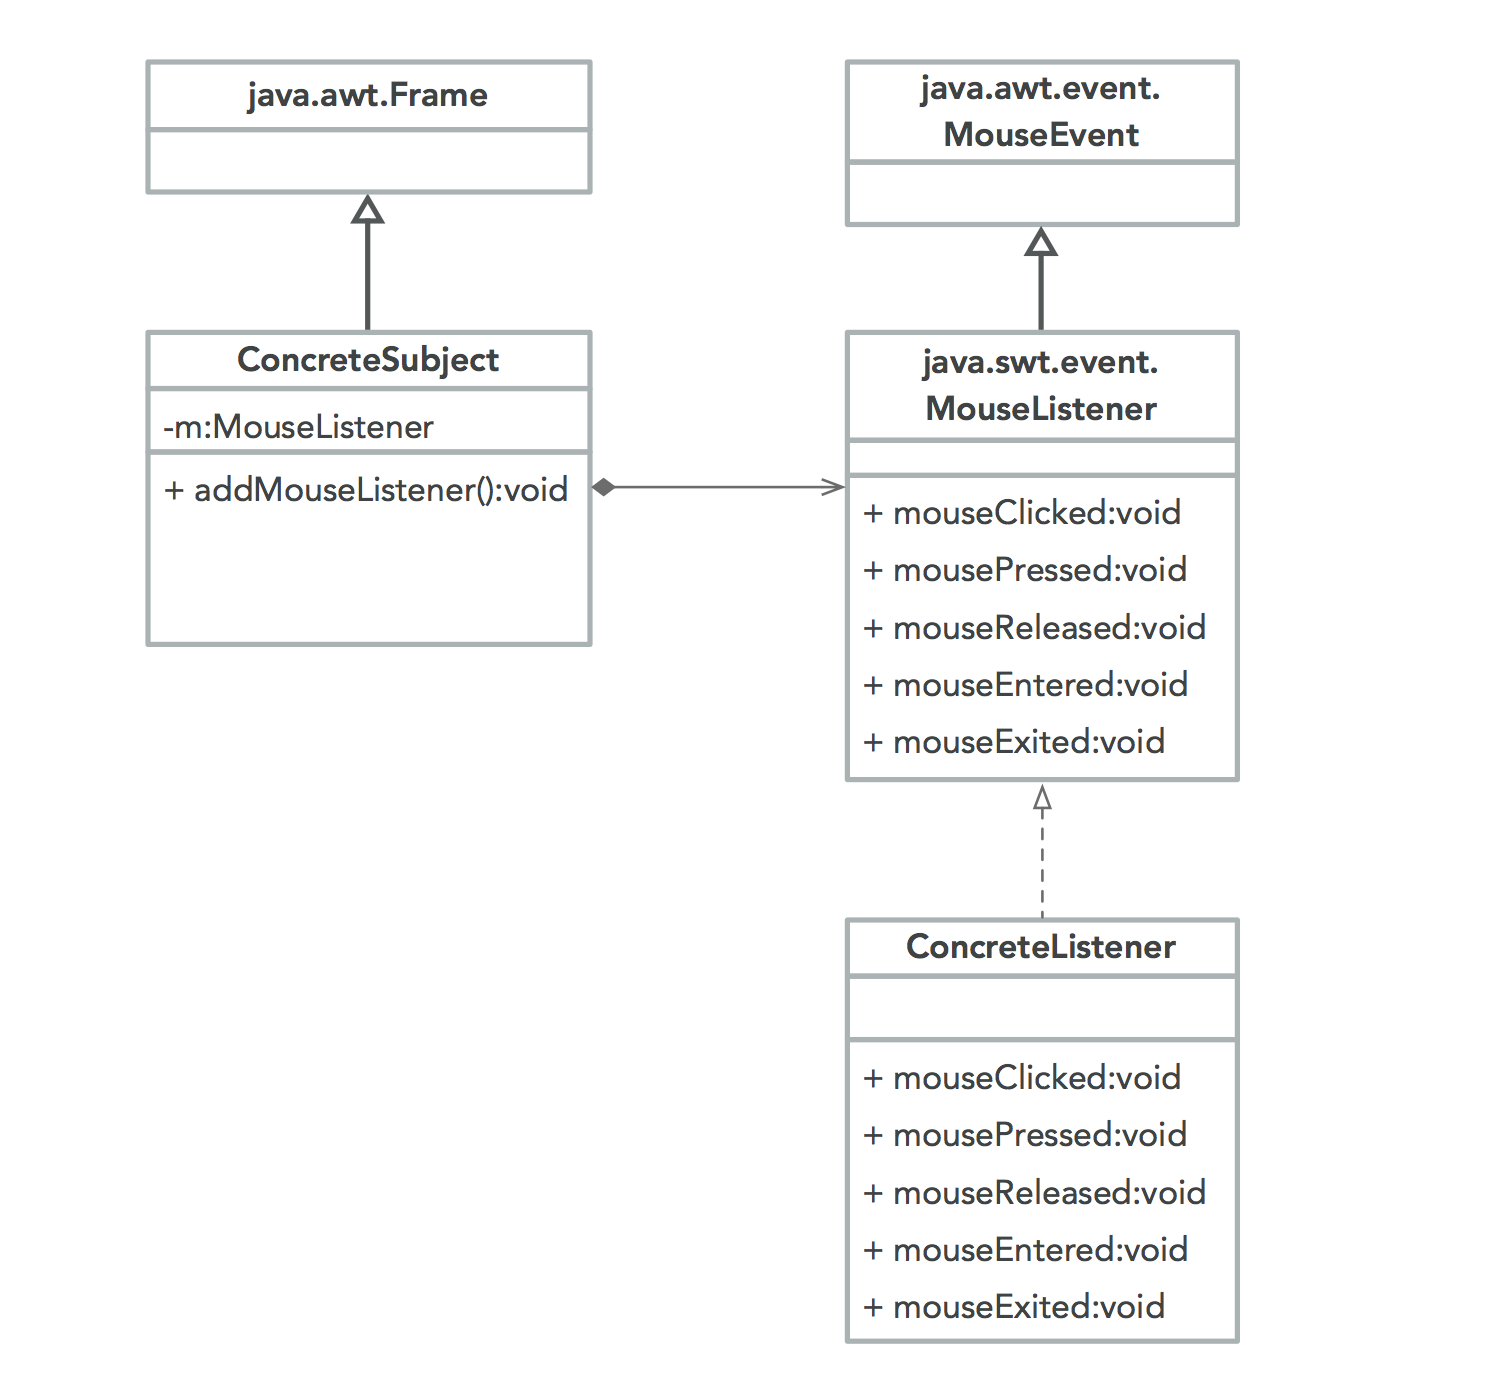 java.awt.Frame
java.awt.event.
MouseEvent
ConcreteSubject
-m:MouseListener
+ addMouseListener():void
java.swt.event.
MouseListener
+ mouseClicked:void
+ mousePressed:void
+ mouseReleased:void
+ mouseEntered:void
+ mouseExited:void
ConcreteListener
+ mouseClicked:void
+ mousePressed:void
+ mouseReleased:void
+ mouseEntered:void
+ mouseExited:void